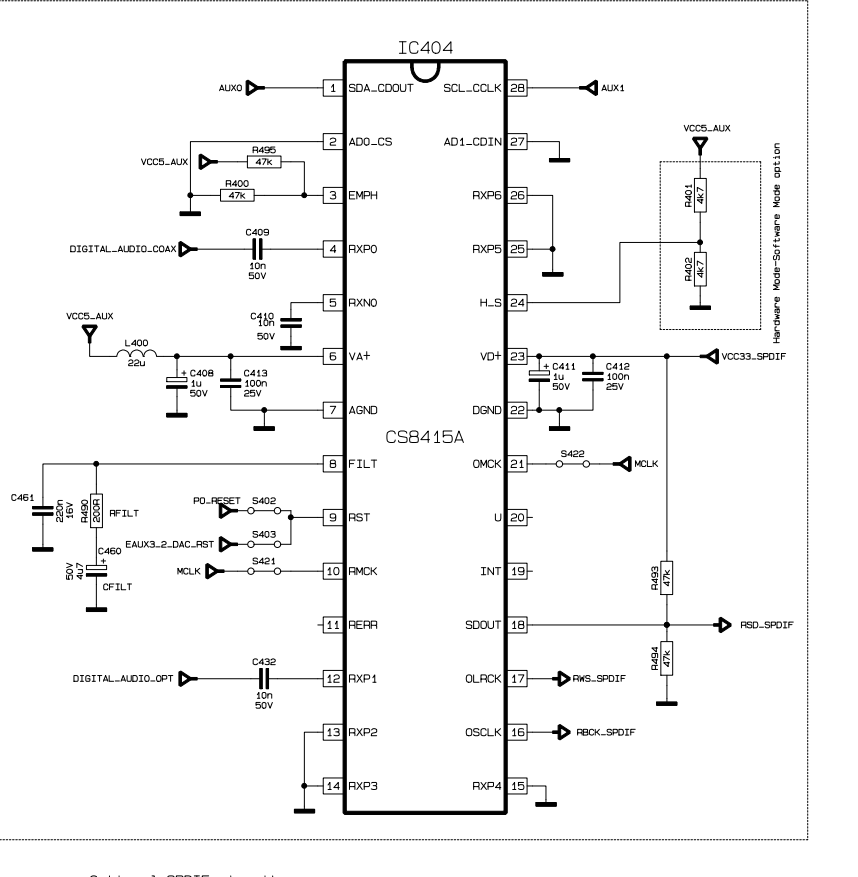 IC404
CS8415A
AUX0
1 SDA_CDOUT
SCL_CCLK 28
AUX1
2 AD0_CS
AD1_CDIN 27
VCC5_AUX
R495
47k
R400
47k
3 EMPH
RXP6 26
VCC5_AUX
R401
4k7
R402
4k7
Hardware Mode-Software Mode option
DIGITAL_AUDIO_COAX
C409
10n
50V
4 RXP0
RXP5 25
C410
10n
50V
5 RXN0
H_S 24
VCC5_AUX
L400
22u
6 VA+
VD+ 23
VCC33_SPDIF
+ C408
1u
50V
C413
100n
25V
+ C411
1u
50V
C412
100n
25V
7 AGND
DGND 22
8 FILT
OMCK 21
S422
MCLK
C461
220n
16V
R490
200R
RFILT
C460
+
50V
4u7
CFILT
PO_RESET
S402
9 RST
U 20
EAUX3_2_DAC_RST
S403
MCLK
S421
10 RMCK
INT 19
R493
47k
11 RERR
SDOUT 18
RSD_SPDIF
R494
47k
DIGITAL_AUDIO_OPT
C432
10n
50V
12 RXP1
OLRCK 17
RWS_SPDIF
13 RXP2
OSCLK 16
RBCK_SPDIF
14 RXP3
RXP4 15